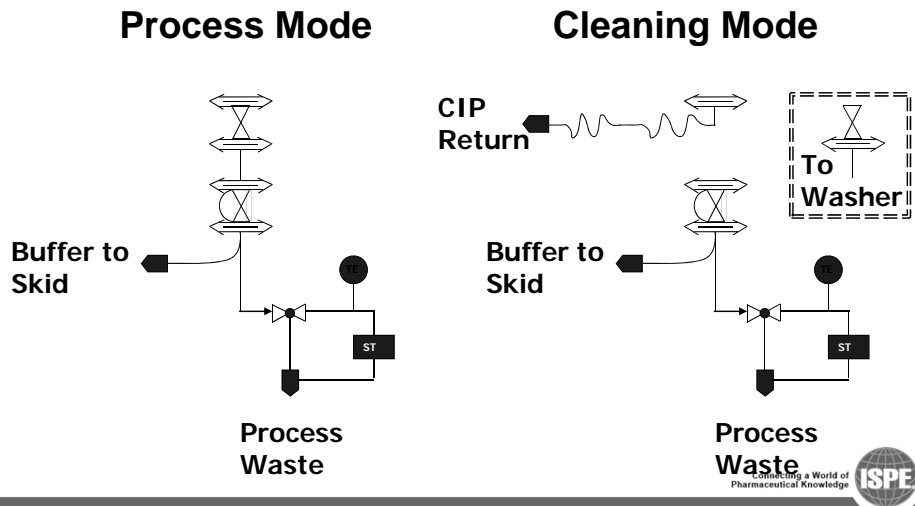 Process Mode
Cleaning Mode
CIP
Return
To
Washer
Buffer to
Skid
Buffer to
Skid
TE
TE
ST
ST
Process
Waste
Process
Waste
Connecting a World of
Pharmaceutical Knowledge
ISPE